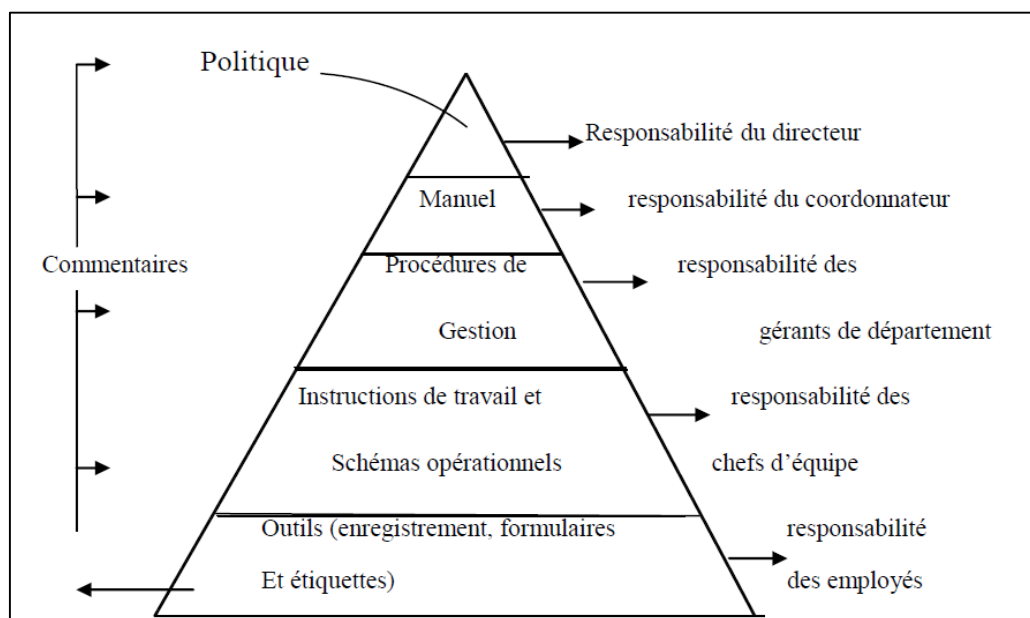 Politique
Responsabilité du directeur
Manuel
responsabilité du coordonnateur
Commentaires
Procédures de
responsabilité des
Gestion
gérants de département
Instructions de travail et
responsabilité des
Schémas opérationnels
chefs d'équipe
Outils (enregistrement, formulaires
responsabilité
Et étiquettes)
des employés